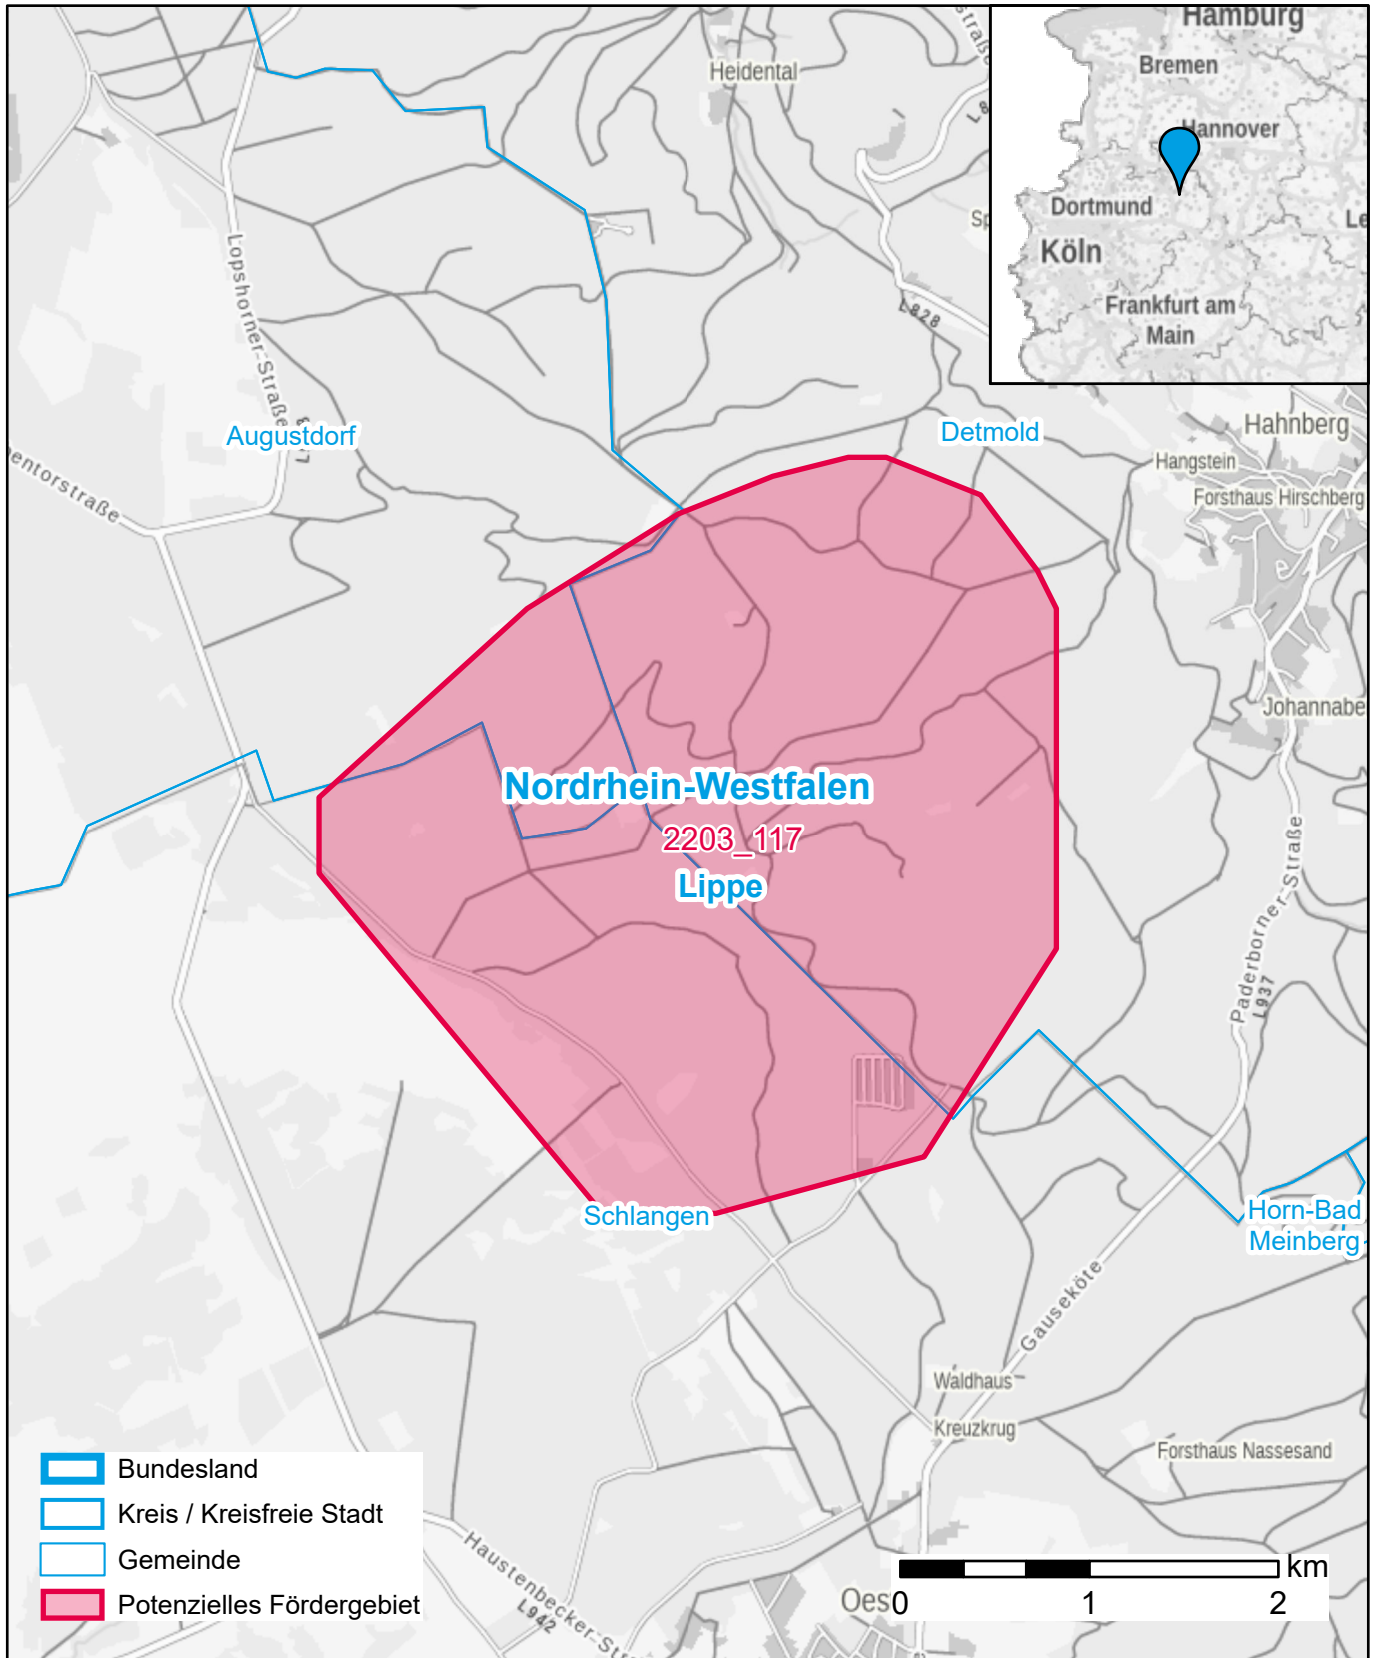 Heidental
Hamburg
Bremen
Hannover
Dortmund
Köln
Frankfurt am
Main
Lopshorner-Straße
L828
Augustdorf
Detmold
Hahnberg
Hangstein
Forsthaus Hirschberg
Johannabe
Nordrhein-Westfalen
2203_117
Lippe
Paderborner-Straße
L937
Schlangen
Horn-Bad
Meinberg
Gauseköte
Waldhaus
Kreuzkrug
Forsthaus Nassesand
Haustenbecker-Str
L942
Oes
Bundesland
Kreis / Kreisfreie Stadt
Gemeinde
Potenzielles Fördergebiet
km
0 1 2